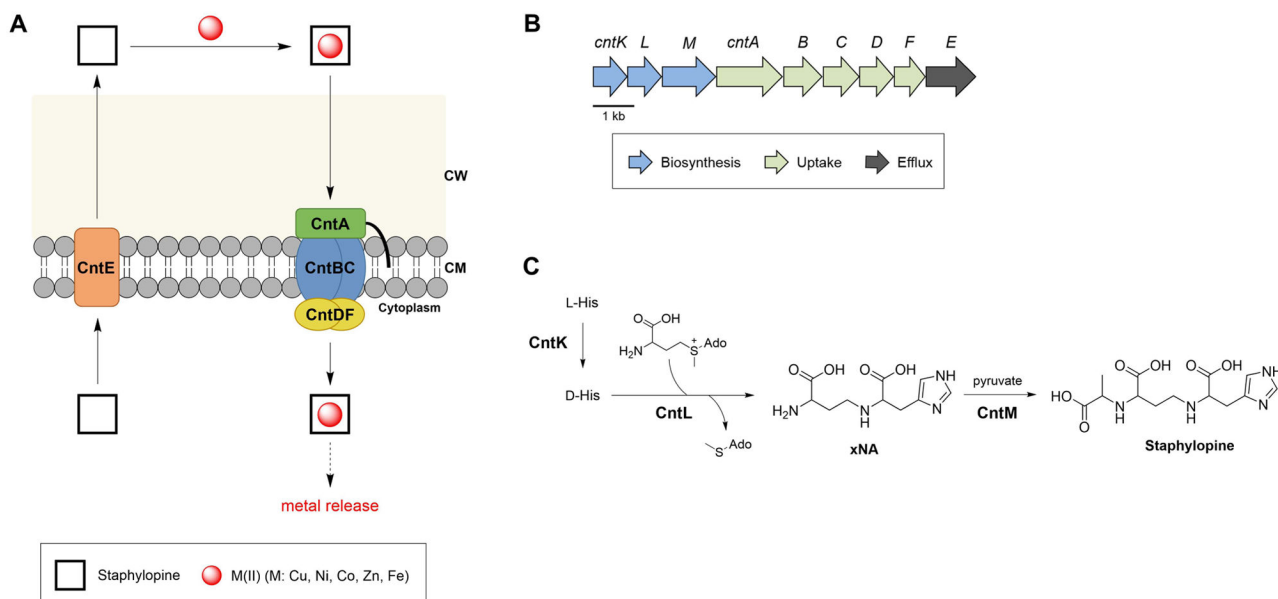 A
CW
CntA
CntE
CntBC
CM
CntDF
Cytoplasm
metal release
Staphylopine
M(II) (M: Cu, Ni, Co, Zn, Fe)
B
cntK L M cntA B C D F E
1 kb
Biosynthesis
Uptake
Efflux
C
L-His
CntK
D-His
O OH
H2N
S+ Ado
CntL
S Ado
O OH
O OH
NH
H2N
N
H
N
xNA
pyruvate
CntM
O OH
O OH
NH
HO
O
N
H
N
H
N
Staphylopine